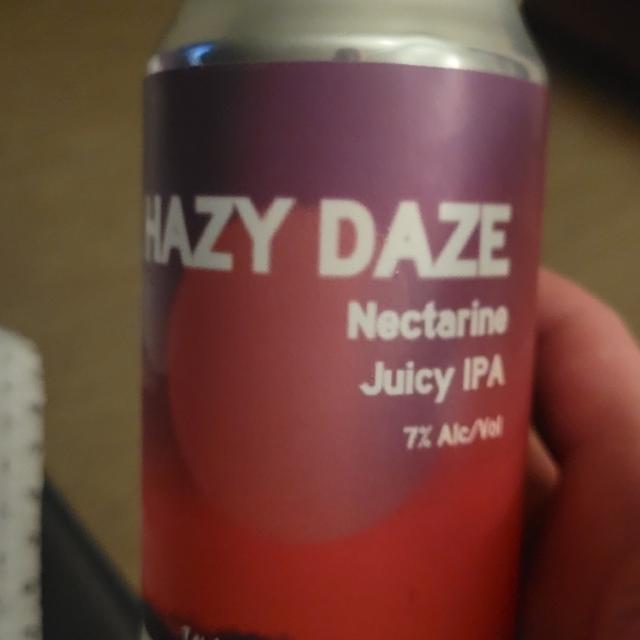 HAZY DAZE
Nectarine
Juicy IPA
7% Alc/Vol